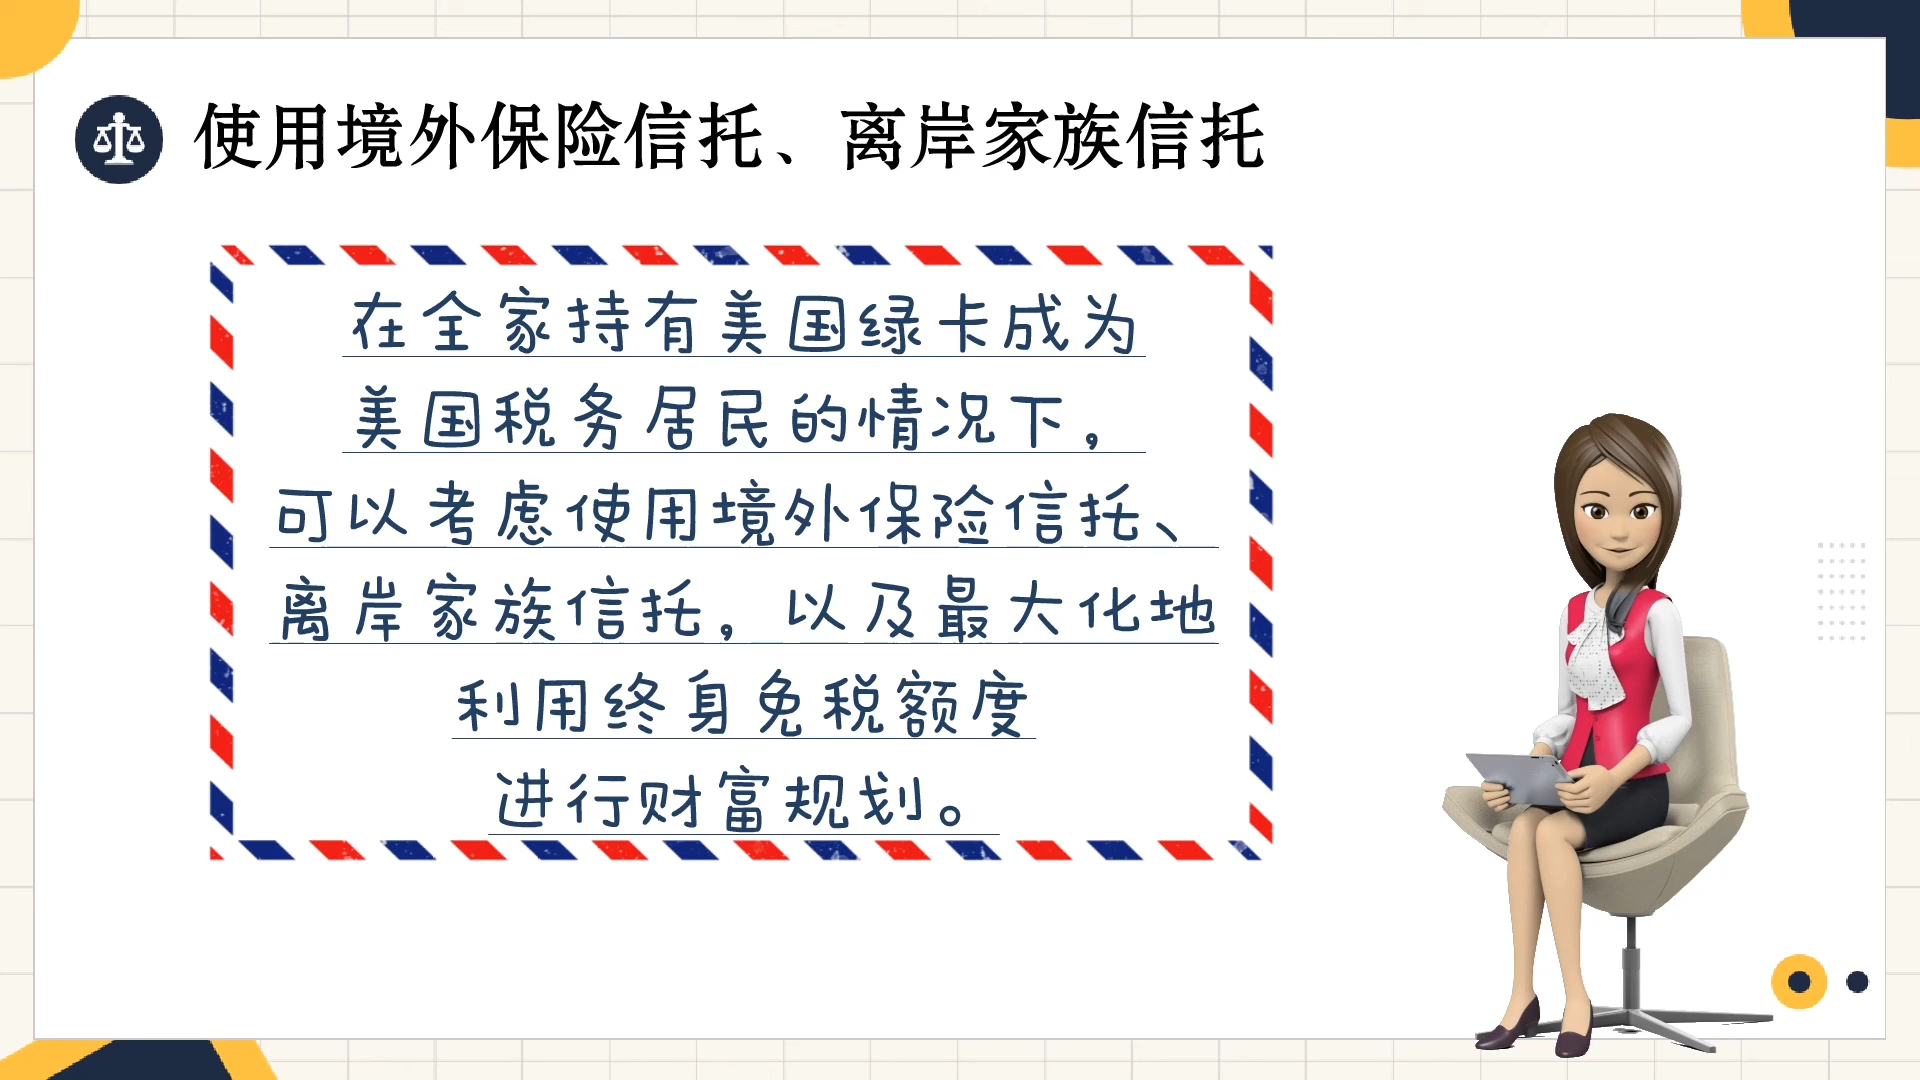 使用境外保险信托、离岸家族信托
在全家持有美国绿卡成为
美国税务居民的情况下，
可以考虑使用境外保险信托、
离岸家族信托，以及最大化地
利用终身免税额度
进行财富规划。